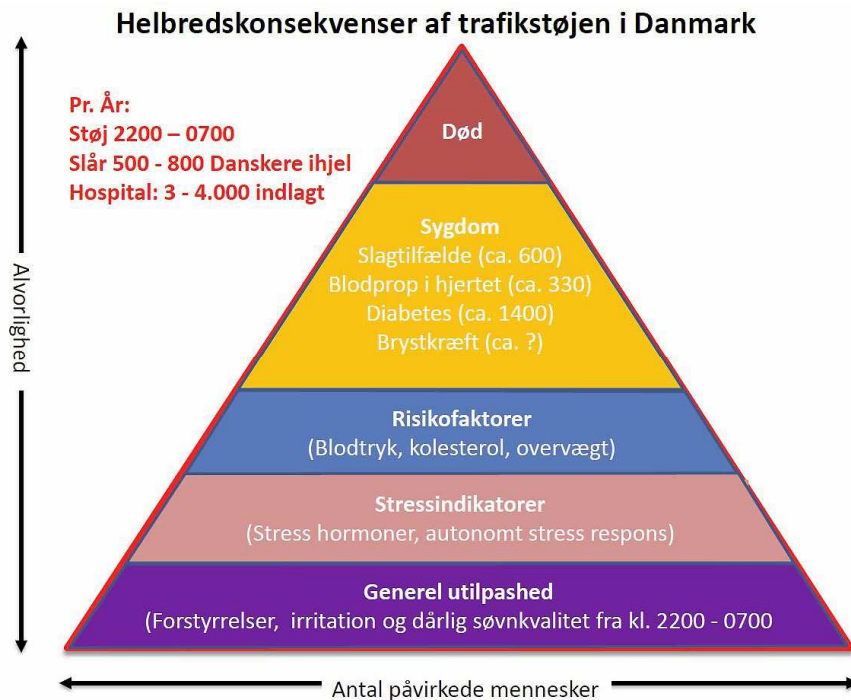 Helbredskonsekvenser af trafikstøjen i Danmark
Pr. År:
Støj 2200 – 0700
Slår 500 - 800 Danskere ihjel
Hospital: 3 - 4.000 indlagt
Død
Sygdom
Slagtilfælde (ca. 600)
Blodprop i hjertet (ca. 330)
Diabetes (ca. 1400)
Brystkræft (ca. ?)
Risikofaktorer
(Blodtryk, kolesterol, overvægt)
Stressindikatorer
(Stress hormoner, autonomt stress respons)
Generel utilpashed
(Forstyrrelser, irritation og dårlig søvnkvalitet fra kl. 2200 - 0700
Alvorlighed
Antal påvirkede mennesker